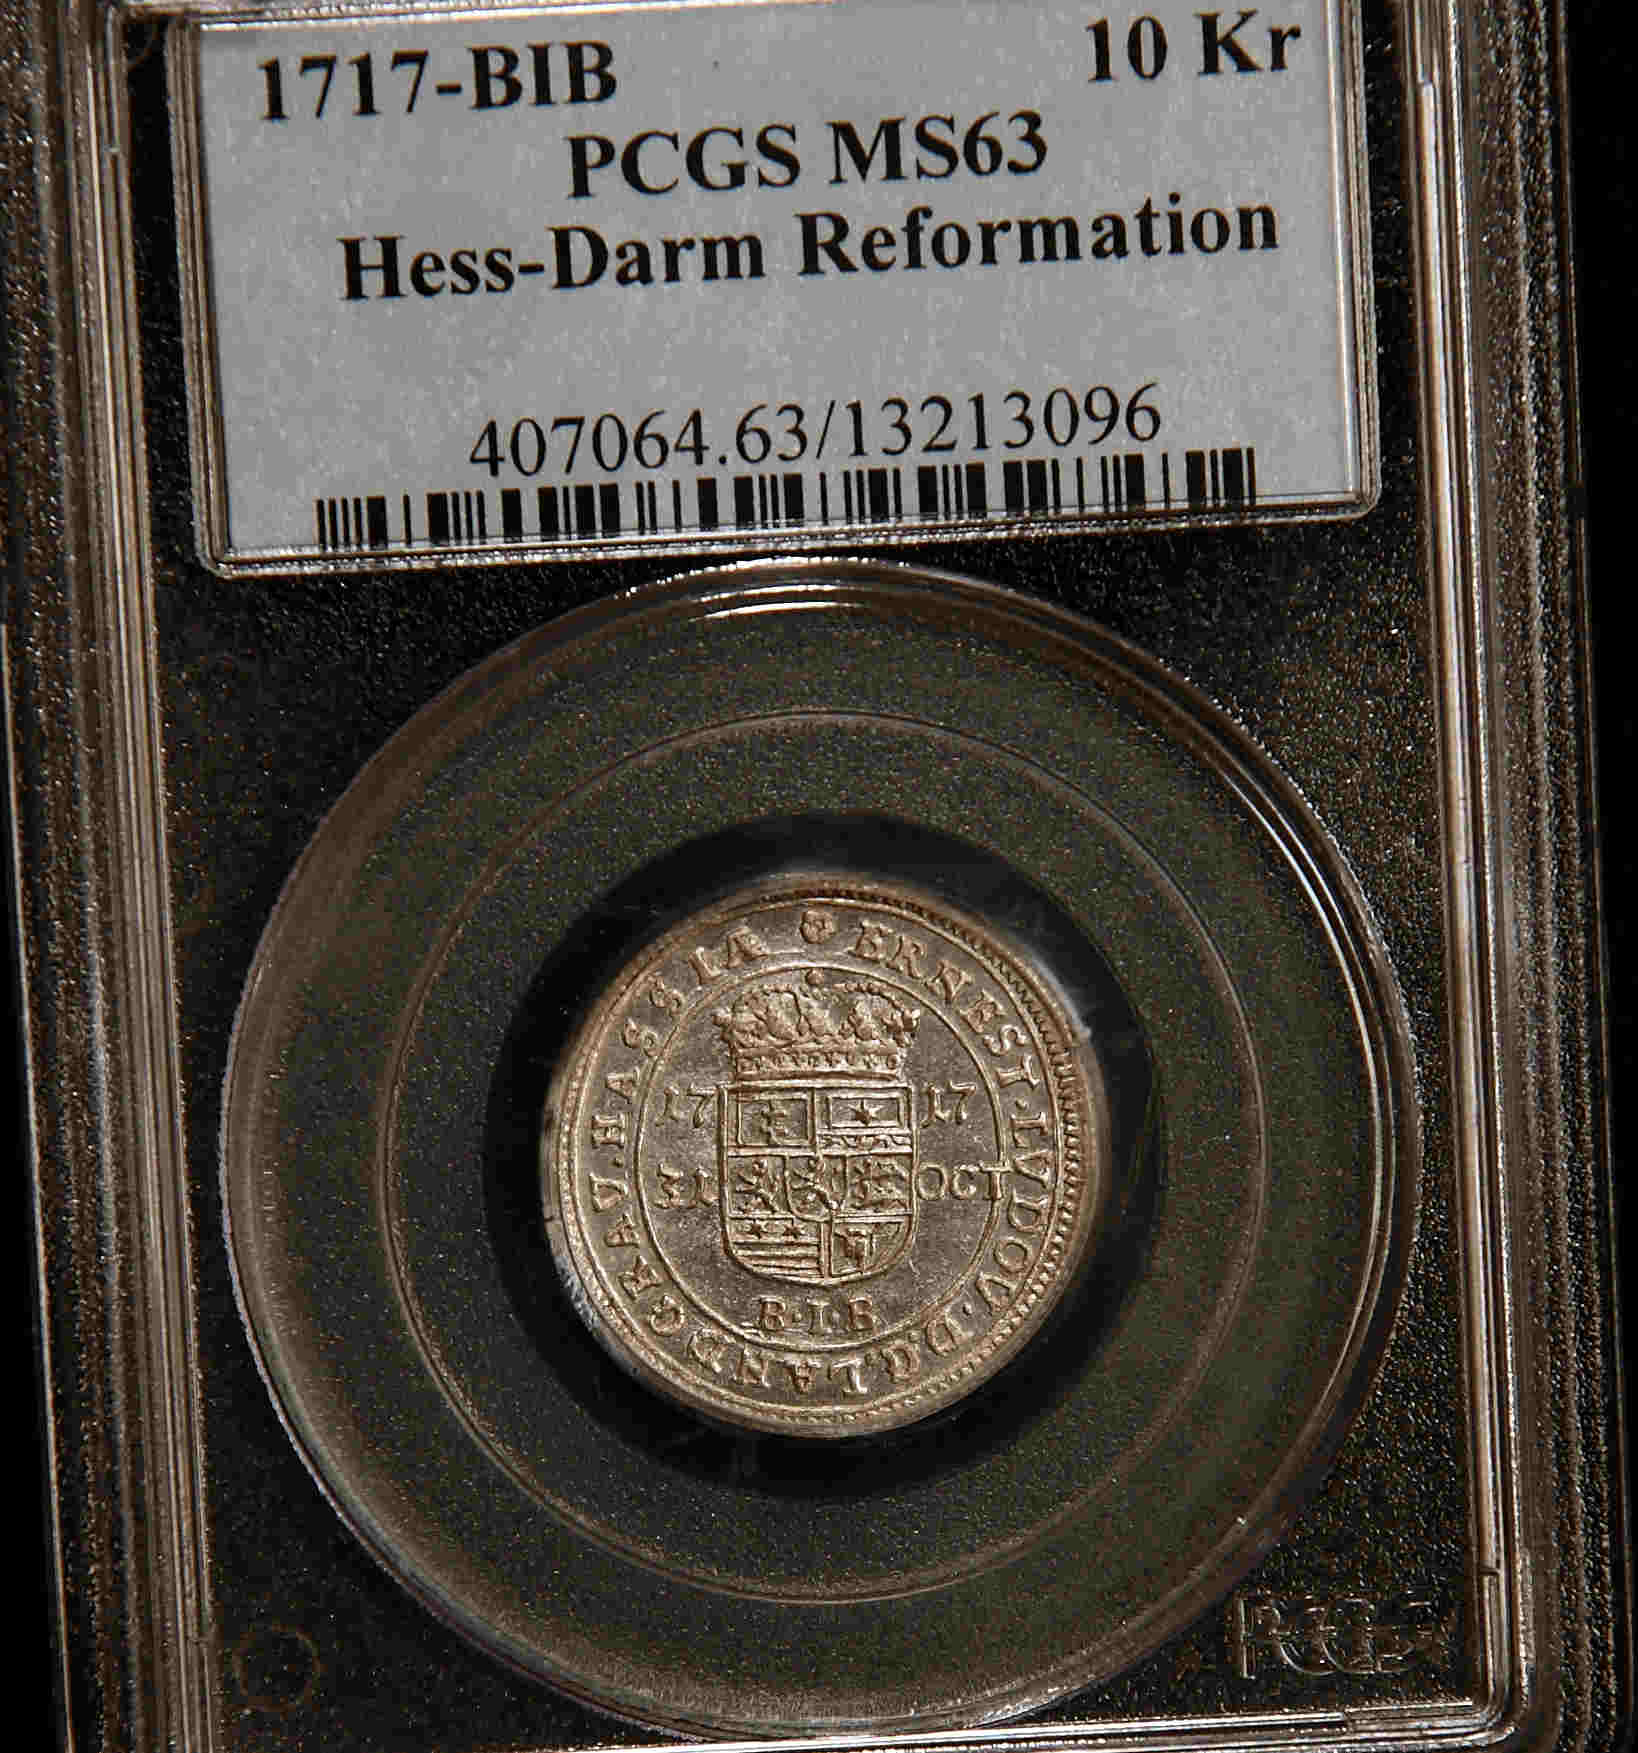 1717-BIB 10 Kr
PCGS MS63
Hess-Darm Reformation
407064.63/13213096
ERNEST.LVDOV.D.G.LANDGRAV.HASSIA
17 17
31 OCT
B·I·B
PCGS